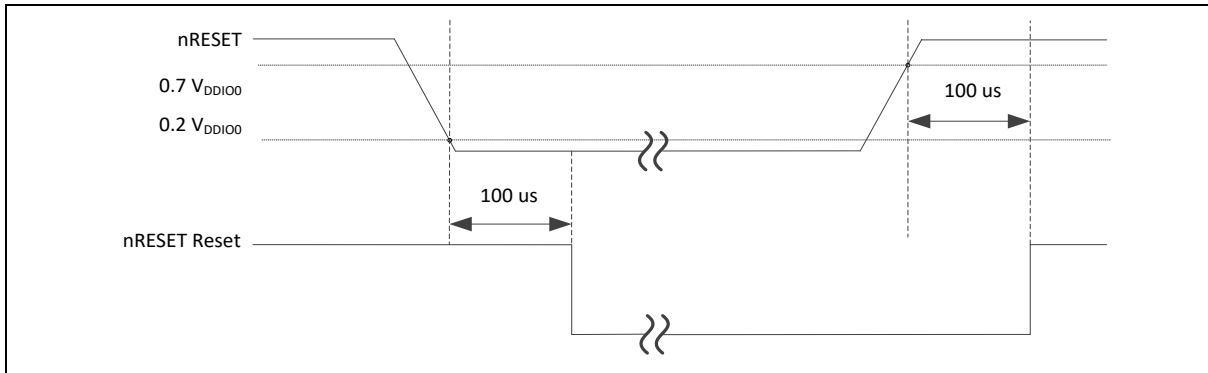 nRESET
0.7 VDDIO0
100 us
0.2 VDDIO0
100 us
nRESET Reset